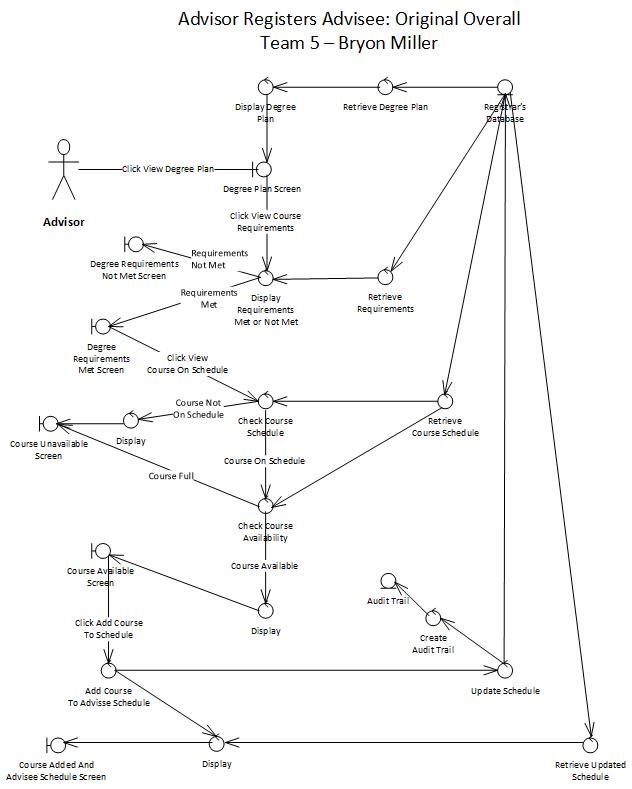 Advisor Registers Advisee: Original Overall
Team 5 – Bryon Miller
Display Degree
Plan
Retrieve Degree Plan
Registrar's
Database
Click View Degree Plan
Degree Plan Screen
Advisor
Click View Course
Requirements
Requirements
Not Met
Degree Requirements
Not Met Screen
Requirements
Met
Display
Requirements
Met or Not Met
Retrieve
Requirements
Degree
Requirements
Met Screen
Click View
Course On Schedule
Course Not
On Schedule
Check Course
Schedule
Retrieve
Course Schedule
Course Unavailable
Screen
Display
Course On Schedule
Course Full
Check Course
Availability
Course Available
Screen
Course Available
Audit Trail
Click Add Course
To Schedule
Display
Create
Audit Trail
Add Course
To Advisse Schedule
Update Schedule
Course Added And
Advisee Schedule Screen
Display
Retrieve Updated
Schedule